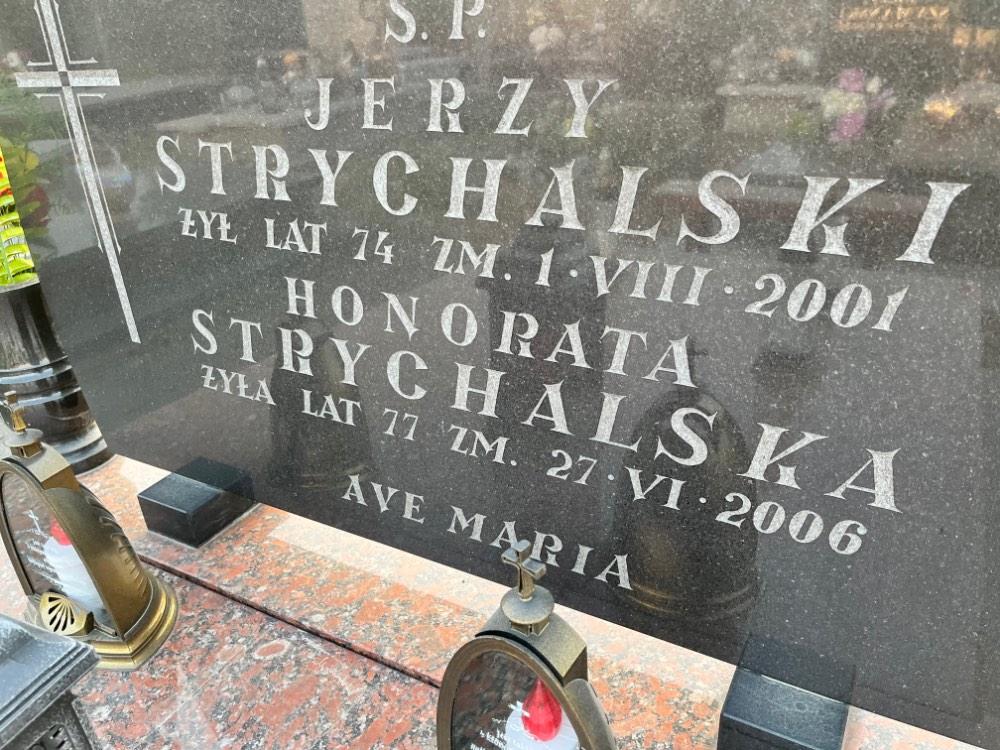 Ś. P.
JERZY
STRYCHALSKI
ŻYŁ LAT 74 ZM. 1·VIII·2001
HONORATA
STRYCHALSKA
ŻYŁA LAT 77 ZM. 27·VI·2006
AVE MARIA